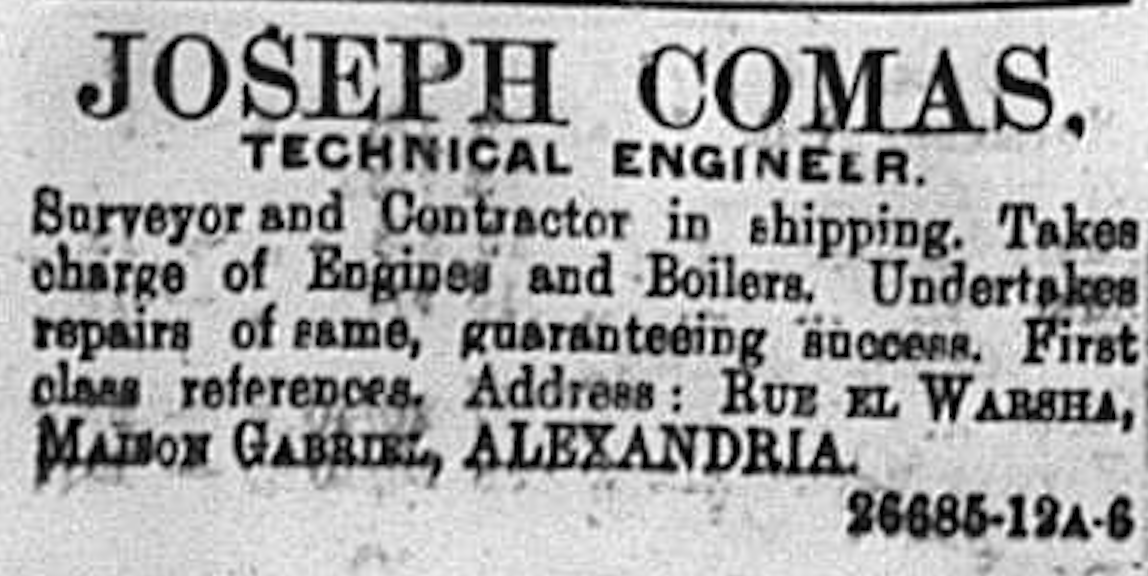 JOSEPH COMAS,
TECHNICAL ENGINEER.
Surveyor and Contractor in shipping. Takes
charge of Engines and Boilers. Undertakes
repairs of same, guaranteeing success. First
class references. Address: RUE EL WARSHA,
MAISON GABRIEL, ALEXANDRIA.
26685-12A-6